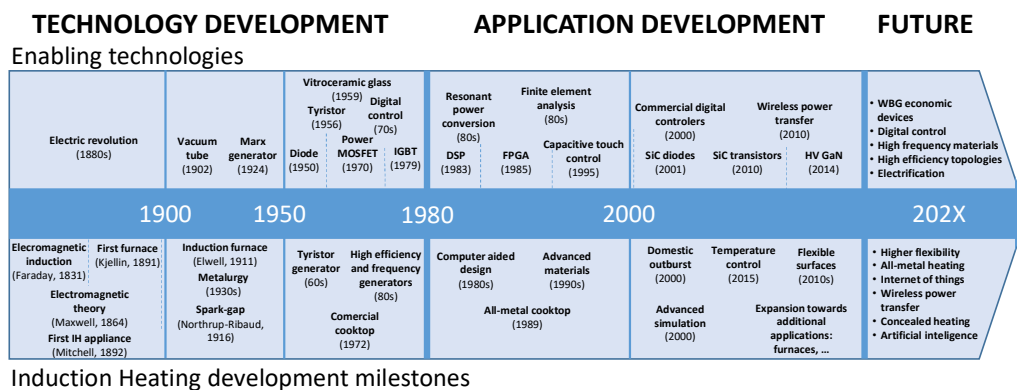 TECHNOLOGY DEVELOPMENT
APPLICATION DEVELOPMENT
FUTURE
Enabling technologies
Electric revolution
(1880s)
Vacuum
tube
(1902)
Marx
generator
(1924)
Vitroceramic glass
(1959)
Tyristor
(1956)
Digital
control
(70s)
Diode
(1950)
Power
MOSFET
(1970)
IGBT
(1979)
Resonant
power
conversion
(80s)
Finite element
analysis
(80s)
DSP
(1983)
FPGA
(1985)
Capacitive touch
control
(1995)
Commercial digital
controlers
(2000)
Wireless power
transfer
(2010)
SiC diodes
(2001)
SiC transistors
(2010)
HV GaN
(2014)
• WBG economic
devices
• Digital control
• High frequency materials
• High efficiency topologies
• Electrification
1900
1950
1980
2000
202X
Elecromagnetic
induction
(Faraday, 1831)
First furnace
(Kjellin, 1891)
Electromagnetic
theory
(Maxwell, 1864)
First IH appliance
(Mitchell, 1892)
Induction furnace
(Elwell, 1911)
Metalurgy
(1930s)
Spark-gap
(Northrup-Ribaud,
1916)
Tyristor
generator
(60s)
High efficiency
and frequency
generators
(80s)
Comercial
cooktop
(1972)
Computer aided
design
(1980s)
Advanced
materials
(1990s)
All-metal cooktop
(1989)
Domestic
outburst
(2000)
Temperature
control
(2015)
Flexible
surfaces
(2010s)
Advanced
simulation
(2000)
Expansion towards
additional
applications:
furnaces, ...
• Higher flexibility
• All-metal heating
• Internet of things
• Wireless power
transfer
• Concealed heating
• Artificial inteligence
Induction Heating development milestones